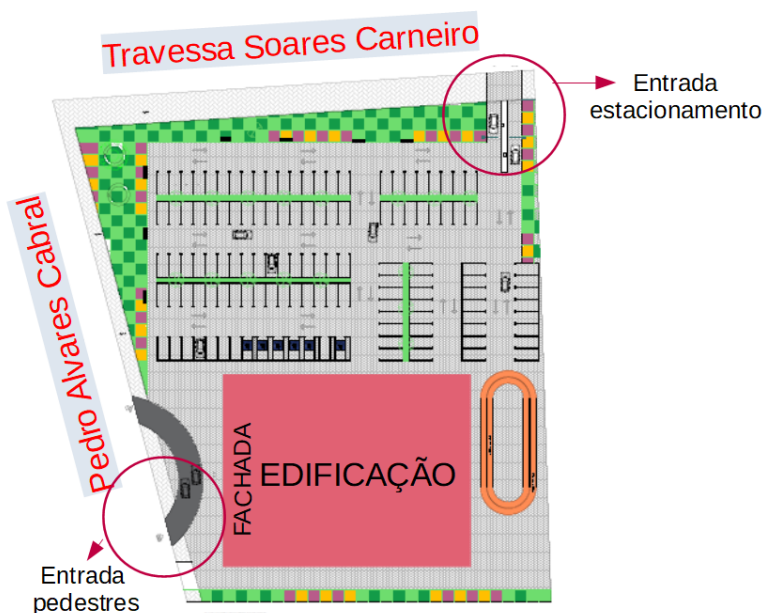 Travessa Soares Carneiro
Entrada
estacionamento
Pedro Alvares Cabral
FACHADA
EDIFICAÇÃO
Entrada
pedestres